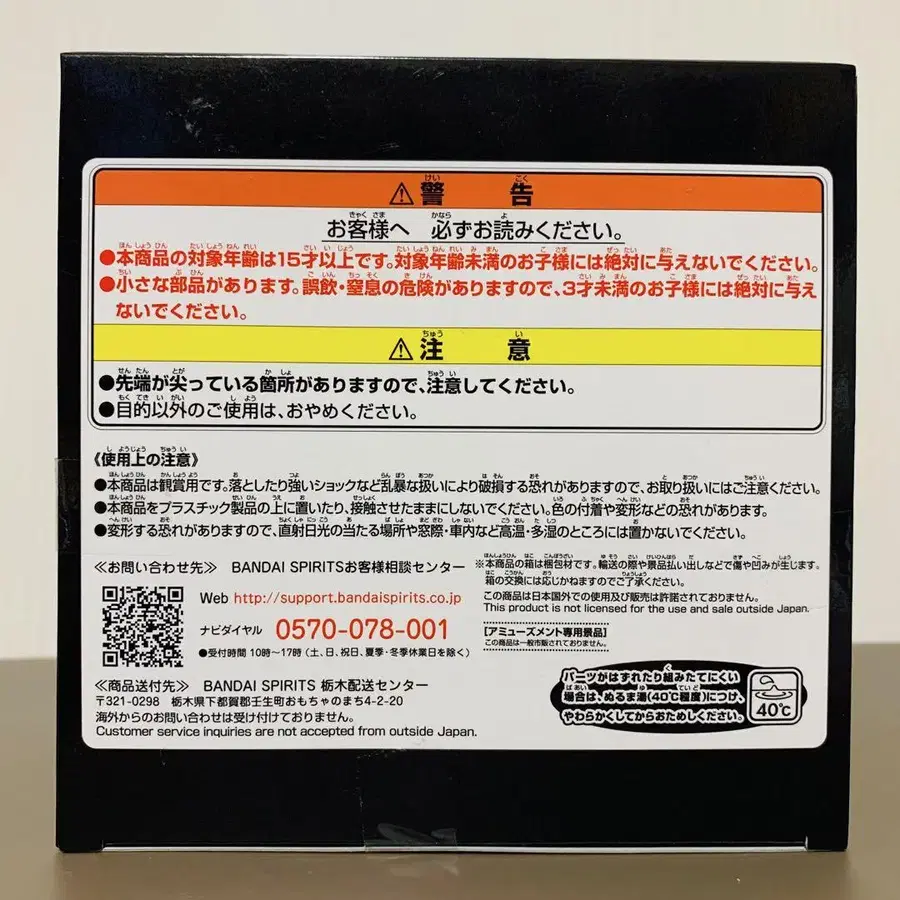 ⚠警告
お客様へ 必ずお読みください。
●本商品の対象年齢は15才以上です。対象年齢未満のお子様には絶対に与えないでください。
●小さな部品があります。誤飲・窒息の危険がありますので、3才未満のお子様には絶対に与え
ないでください。
⚠注意
●先端が尖っている箇所がありますので、注意してください。
●目的以外のご使用は、おやめください。
《使用上の注意》
●本商品は観賞用です。落としたり強いショックなど乱暴な扱いにより破損する恐れがありますので、お取り扱いにはご注意ください。
●本商品をプラスチック製品の上に置いたり、接触させたままにしないでください。色の付着や変形などの恐れがあります。
●変形する恐れがありますので、直射日光の当たる場所や窓際・車内など高温・多湿のところには置かないでください。
≪お問い合わせ先≫ BANDAI SPIRITSお客様相談センター
Web http://support.bandaispirits.co.jp
ナビダイヤル 0570-078-001
●受付時間 10時〜17時(土、日、祝日、夏季・冬季休業日を除く)
≪商品送付先≫ BANDAI SPIRITS 栃木配送センター
〒321-0298 栃木県下都賀郡壬生町おもちゃのまち4-2-20
海外からのお問い合わせは受け付けておりません。
Customer service inquiries are not accepted from outside Japan.
※本商品の箱は梱包材です。輸送の際や景品払い出しなどで傷や凹みが生じます。
箱の交換には応じかねますのでご了承ください。
この商品は日本国外での使用及び販売は許諾されておりません。
This product is not licensed for the use and sale outside Japan.
[アミューズメント専用景品]
この商品は一般市販されておりません。
パーツがはずれたり組みたてにくい
場合は、ぬるま湯(40℃程度)につけ、
やわらかくしてからおためしください。
40℃